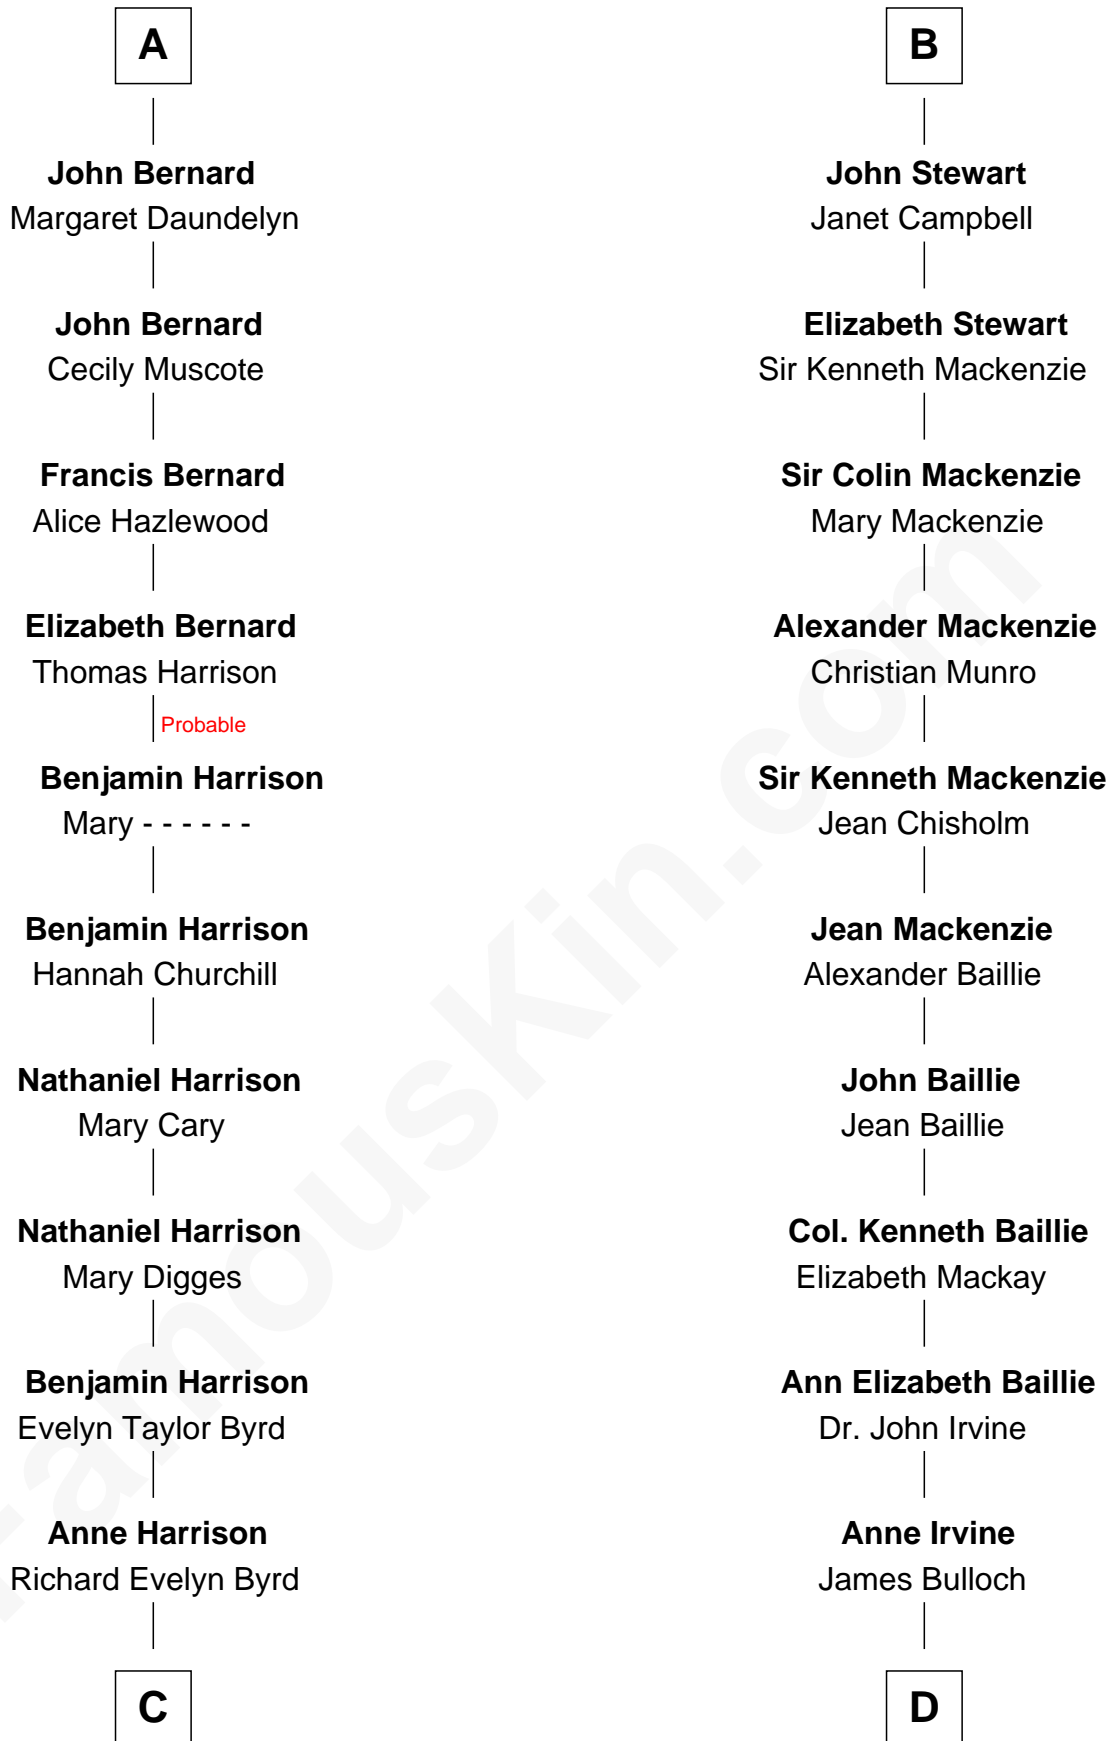 A
John Bernard
Margaret Daundelyn
John Bernard
Cecily Muscote
Francis Bernard
Alice Hazlewood
Elizabeth Bernard
Thomas Harrison
Probable
Benjamin Harrison
Mary - - - - - -
Benjamin Harrison
Hannah Churchill
Nathaniel Harrison
Mary Cary
Nathaniel Harrison
Mary Digges
Benjamin Harrison
Evelyn Taylor Byrd
Anne Harrison
Richard Evelyn Byrd
C
B
John Stewart
Janet Campbell
Elizabeth Stewart
Sir Kenneth Mackenzie
Sir Colin Mackenzie
Mary Mackenzie
Alexander Mackenzie
Christian Munro
Sir Kenneth Mackenzie
Jean Chisholm
Jean Mackenzie
Alexander Baillie
John Baillie
Jean Baillie
Col. Kenneth Baillie
Elizabeth Mackay
Ann Elizabeth Baillie
Dr. John Irvine
Anne Irvine
James Bulloch
D
FamousKin.com